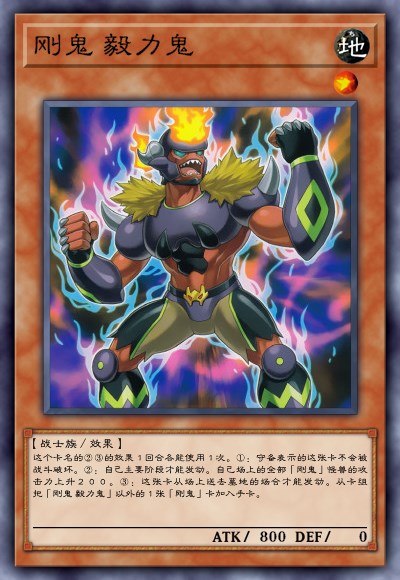 刚鬼 毅力鬼
地
【战士族／效果】
这个卡名的②③的效果１回合各能使用１次。①：守备表示的这张卡不会被
战斗破坏。②：自己主要阶段才能发动。自己场上的全部「刚鬼」怪兽的攻
击力上升２００。③：这张卡从场上送去墓地的场合才能发动。从卡组
把「刚鬼 毅力鬼」以外的１张「刚鬼」卡加入手卡。
ATK/ 800 DEF/ 0